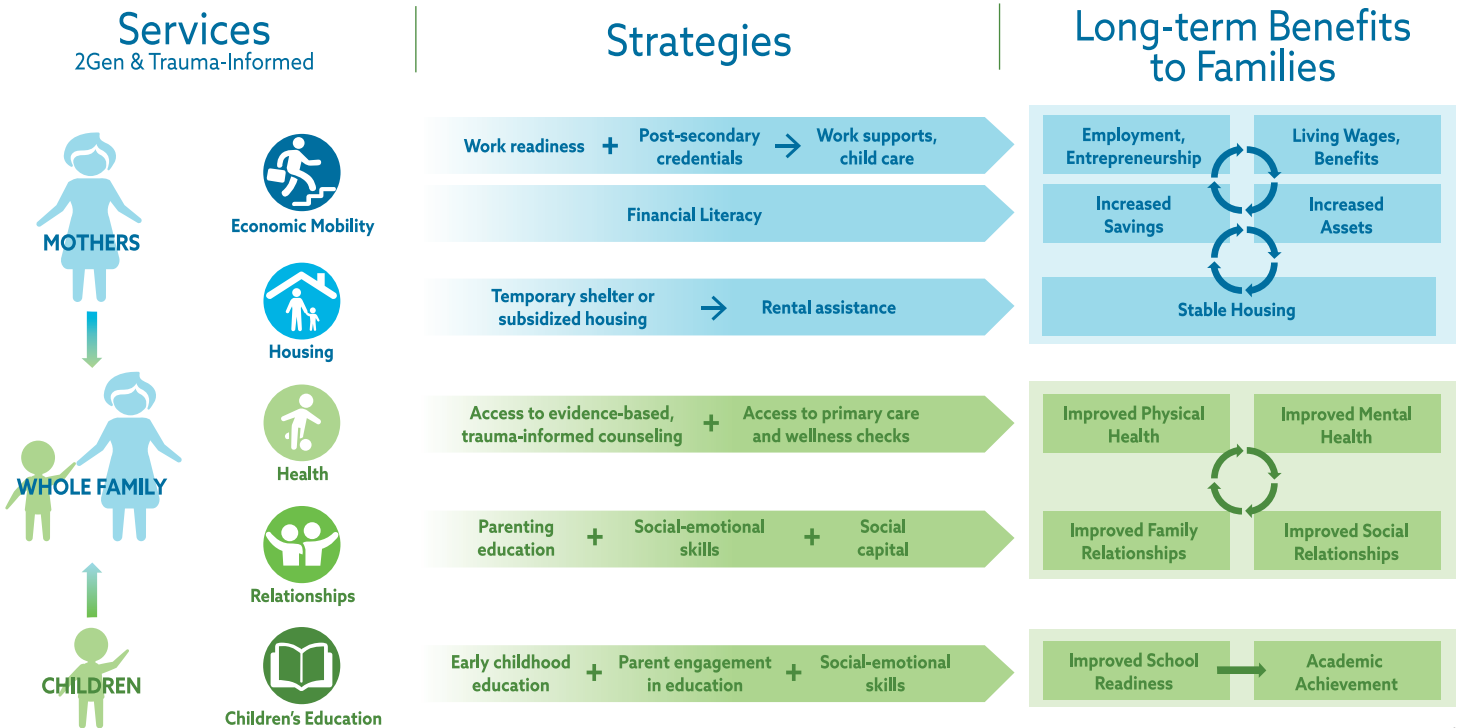 Services
2Gen & Trauma-Informed
Strategies
Long-term Benefits
to Families
MOTHERS
Economic Mobility
Work readiness + Post-secondary
credentials → Work supports,
child care
Financial Literacy
Employment,
Entrepreneurship
Living Wages,
Benefits
Increased
Savings
Increased
Assets
Housing
Temporary shelter or
subsidized housing → Rental assistance
Stable Housing
WHOLE FAMILY
Health
Access to evidence-based,
trauma-informed counseling
+
Access to primary care
and wellness checks
Improved Physical
Health
Improved Mental
Health
Relationships
Parenting
education
+
Social-emotional
skills
+
Social
capital
Improved Family
Relationships
Improved Social
Relationships
CHILDREN
Children's Education
Early childhood
education
+
Parent engagement
in education
+
Social-emotional
skills
Improved School
Readiness
Academic
Achievement